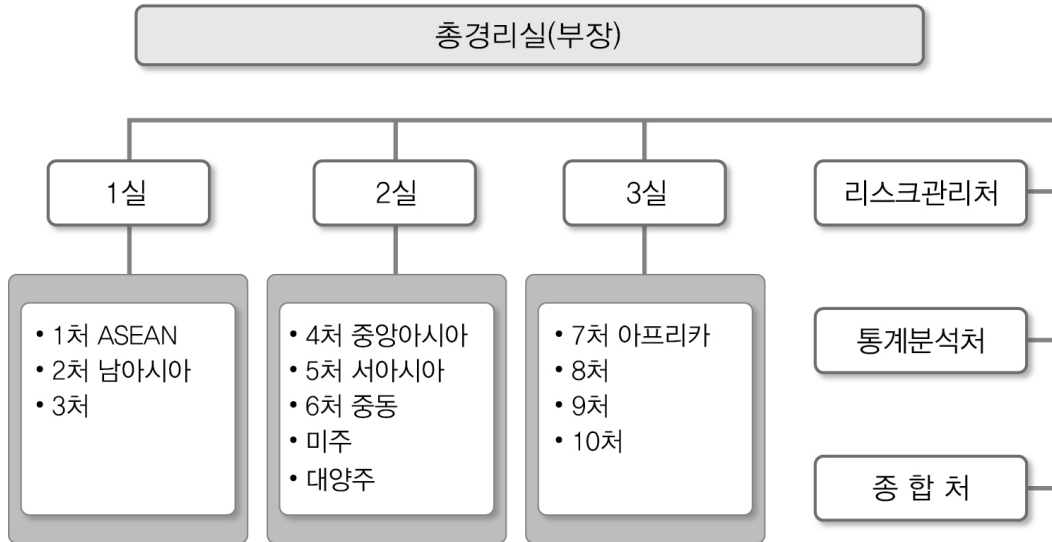 총경리실(부장)
1실
2실
3실
리스크관리처
• 1처 ASEAN
• 2처 남아시아
• 3처
• 4처 중앙아시아
• 5처 서아시아
• 6처 중동
• 미주
• 대양주
• 7처 아프리카
• 8처
• 9처
• 10처
통계분석처
종 합 처